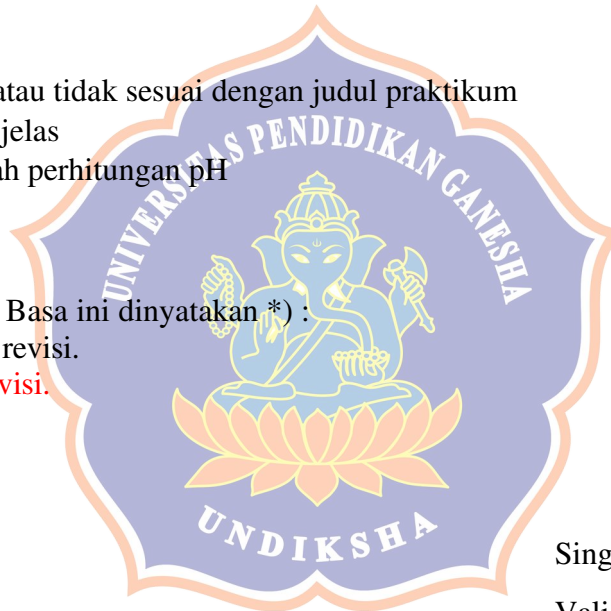 atau tidak sesuai dengan judul praktikum
jelas
ah perhitungan pH
UNIVERSITAS PENDIDIKAN GANESHA
Basa ini dinyatakan *) :
revisi.
visi.
UNDIKSHA
Sing